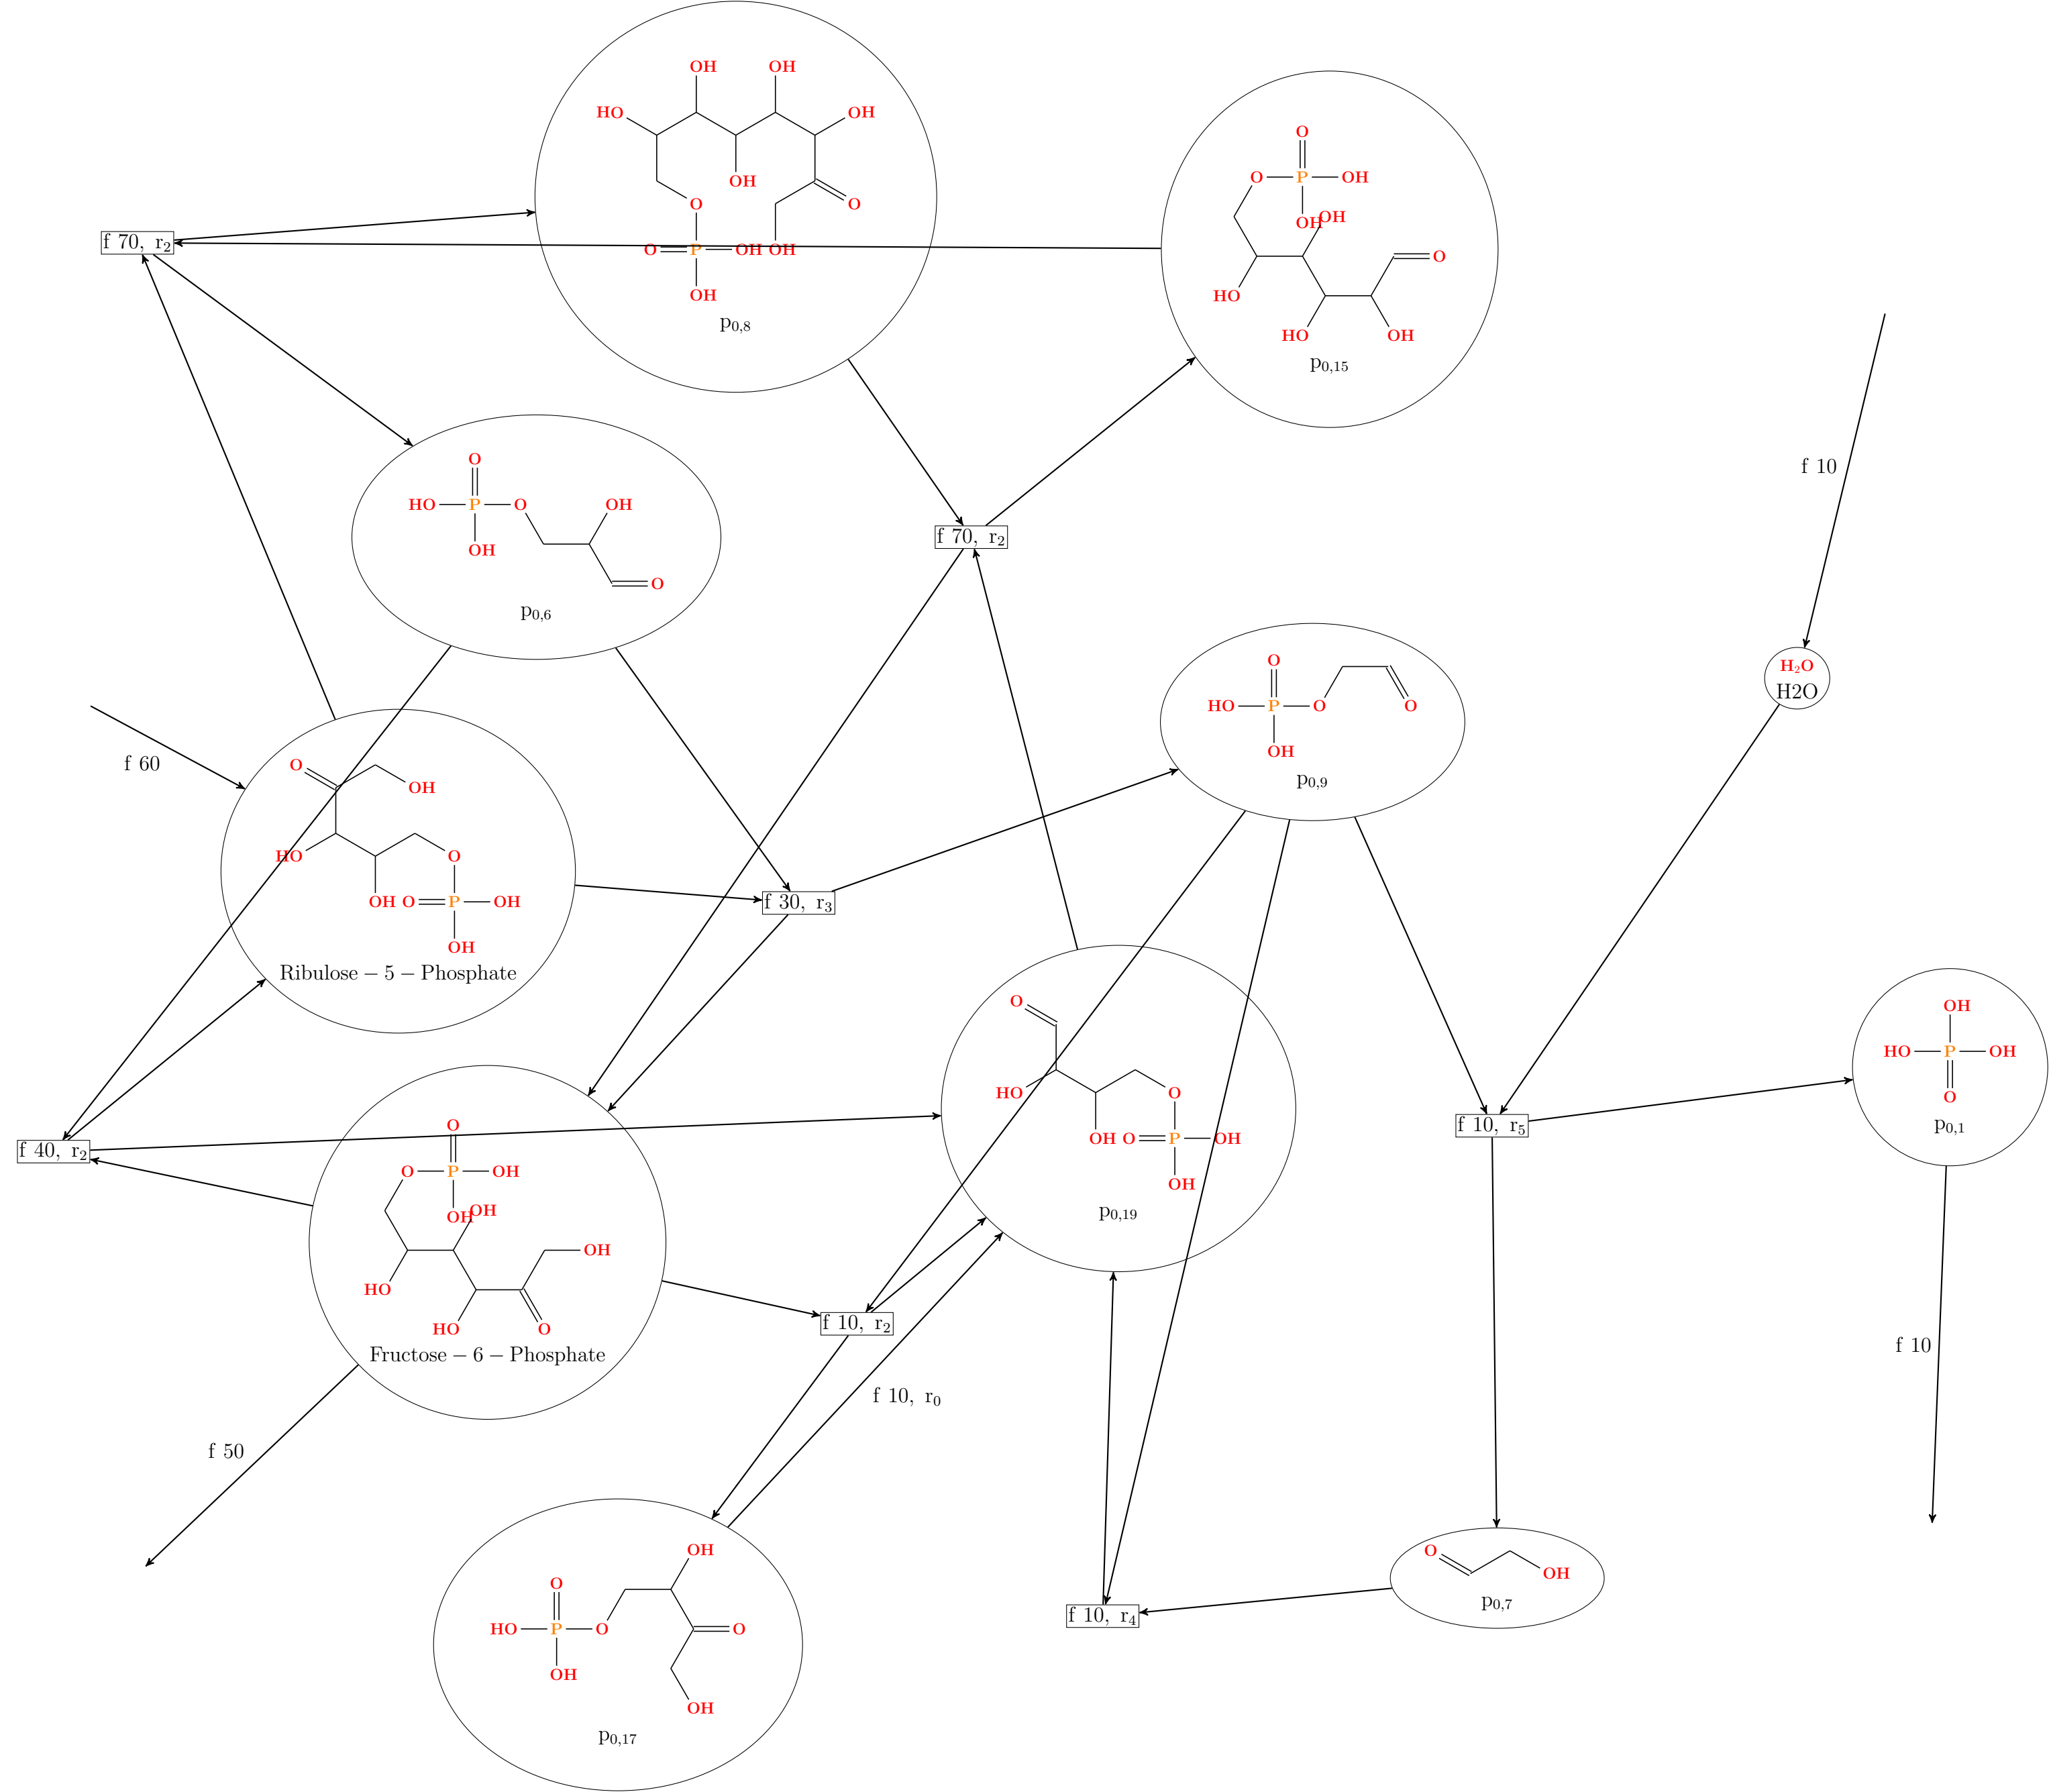 OH OH
HO OH
OH
O O
O P OH OH
OH
p0,8
O
O P OH
OH OH
O
HO
HO OH
p0,15
f 70, r2
f 10
O
HO P O OH
OH
O
p0,6
f 70, r2
O
HO P O O
OH
p0,9
H2O
H2O
f 60
O OH
HO O
OH O P OH
OH
Ribulose – 5 – Phosphate
f 30, r3
O
HO O
OH O P OH
OH
p0,19
OH
HO P OH
O
p0,1
f 10, r5
f 40, r2
O
O P OH
OH OH
OH
HO
HO O
Fructose – 6 – Phosphate
f 10, r2
f 10
f 10, r0
f 50
OH
O
HO P O O
OH
OH
p0,17
O OH
p0,7
f 10, r4